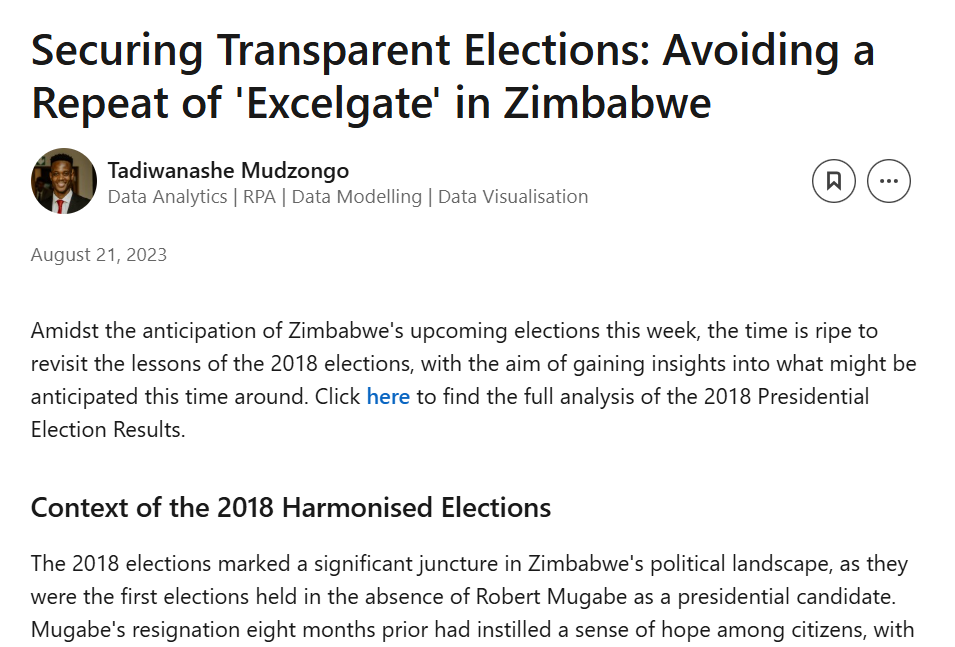 Securing Transparent Elections: Avoiding a
Repeat of 'Excelgate' in Zimbabwe
Tadiwanashe Mudzongo
Data Analytics | RPA | Data Modelling | Data Visualisation
August 21, 2023
Amidst the anticipation of Zimbabwe's upcoming elections this week, the time is ripe to
revisit the lessons of the 2018 elections, with the aim of gaining insights into what might be
anticipated this time around. Click here to find the full analysis of the 2018 Presidential
Election Results.
Context of the 2018 Harmonised Elections
The 2018 elections marked a significant juncture in Zimbabwe's political landscape, as they
were the first elections held in the absence of Robert Mugabe as a presidential candidate.
Mugabe's resignation eight months prior had instilled a sense of hope among citizens, with